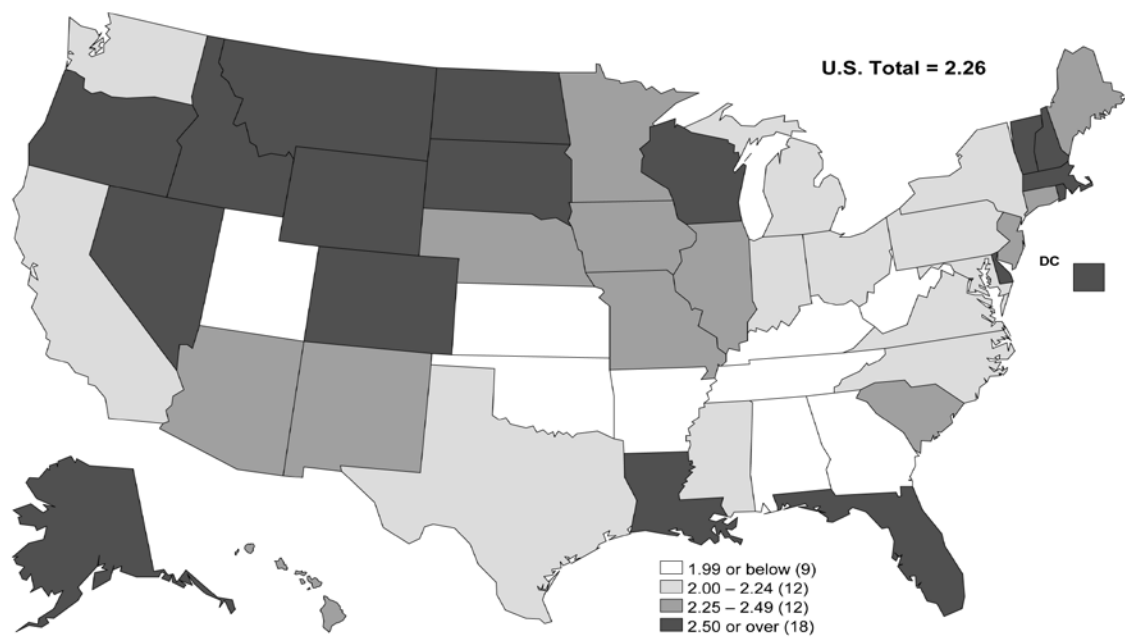 U.S. Total = 2.26
DC
1.99 or below (9)
2.00 – 2.24 (12)
2.25 – 2.49 (12)
2.50 or over (18)